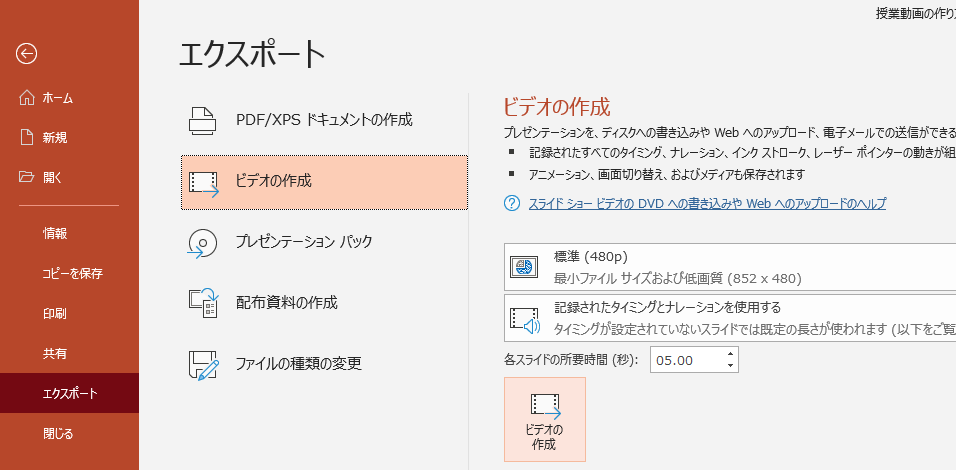 授業動画の作り
エクスポート
ホーム
新規
開く
情報
コピーを保存
印刷
共有
エクスポート
閉じる
PDF/XPS ドキュメントの作成
ビデオの作成
プレゼンテーション パック
配布資料の作成
ファイルの種類の変更
ビデオの作成
プレゼンテーションを、ディスクへの書き込みや Web へのアップロード、電子メールでの送信ができる
▪ 記録されたすべてのタイミング、ナレーション、インク ストローク、レーザー ポインターの動きが組
▪ アニメーション、画面切り替え、およびメディアも保存されます
スライド ショー ビデオの DVD への書き込みや Web へのアップロードのヘルプ
標準 (480p)
最小ファイル サイズおよび低画質 (852 x 480)
記録されたタイミングとナレーションを使用する
タイミングが設定されていないスライドでは既定の長さが使われます (以下をご覧
各スライドの所要時間 (秒): 05.00
ビデオの
作成